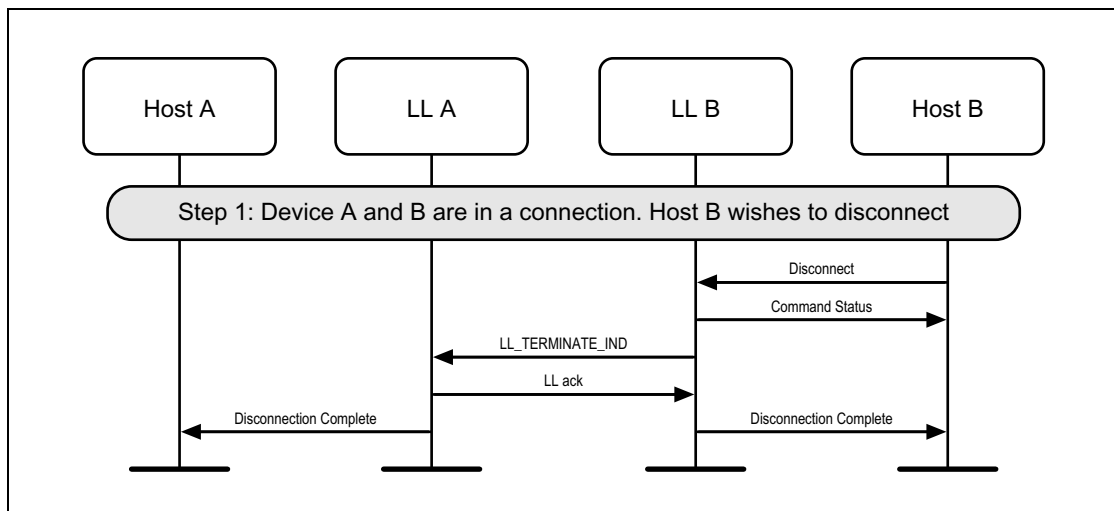 Host A
LL A
LL B
Host B
Step 1: Device A and B are in a connection. Host B wishes to disconnect
Disconnect
Command Status
LL_TERMINATE_IND
LL ack
Disconnection Complete
Disconnection Complete